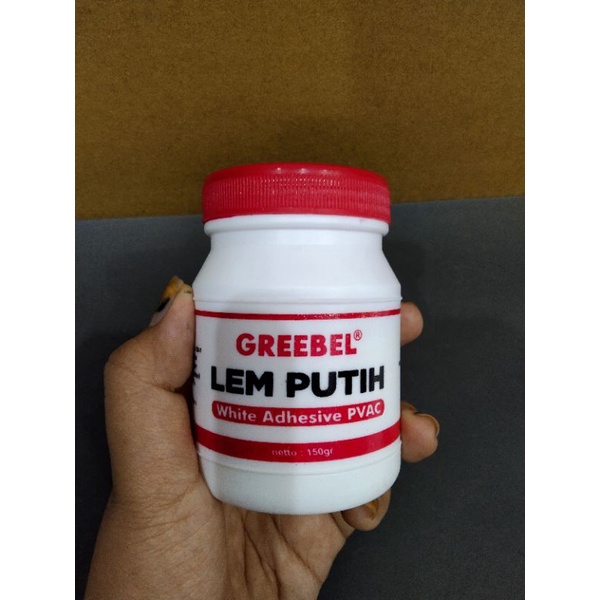 GREEBEL®
LEM PUTIH
White Adhesive PVAC
netto : 150gr